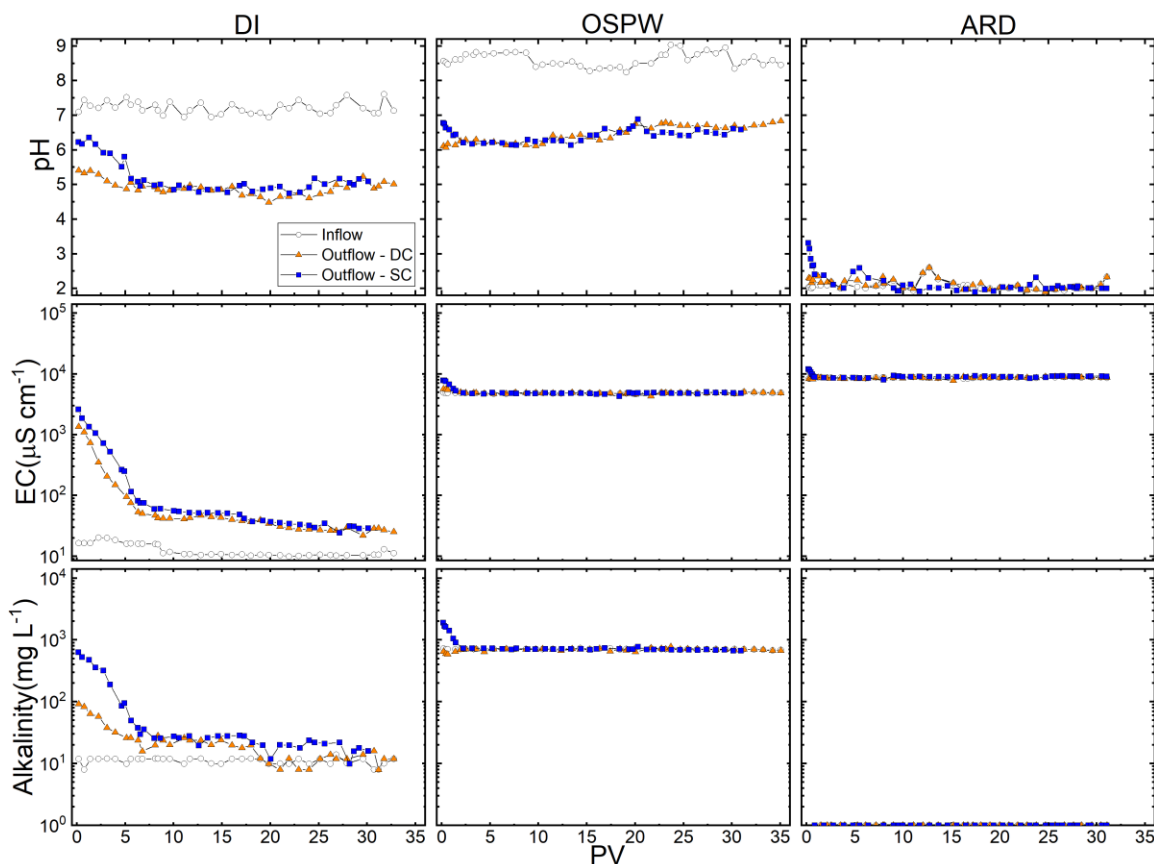 DI OSPW ARD
9
8
7
6
5
4
3
2
pH
Inflow
Outflow - DC
Outflow - SC
10⁵
10⁴
10³
10²
10¹
EC(μS cm⁻¹)
10⁴
10³
10²
10¹
10⁰
Alkalinity(mg L⁻¹)
0 5 10 15 20 25 30 35 0 5 10 15 20 25 30 35 0 5 10 15 20 25 30 35
PV